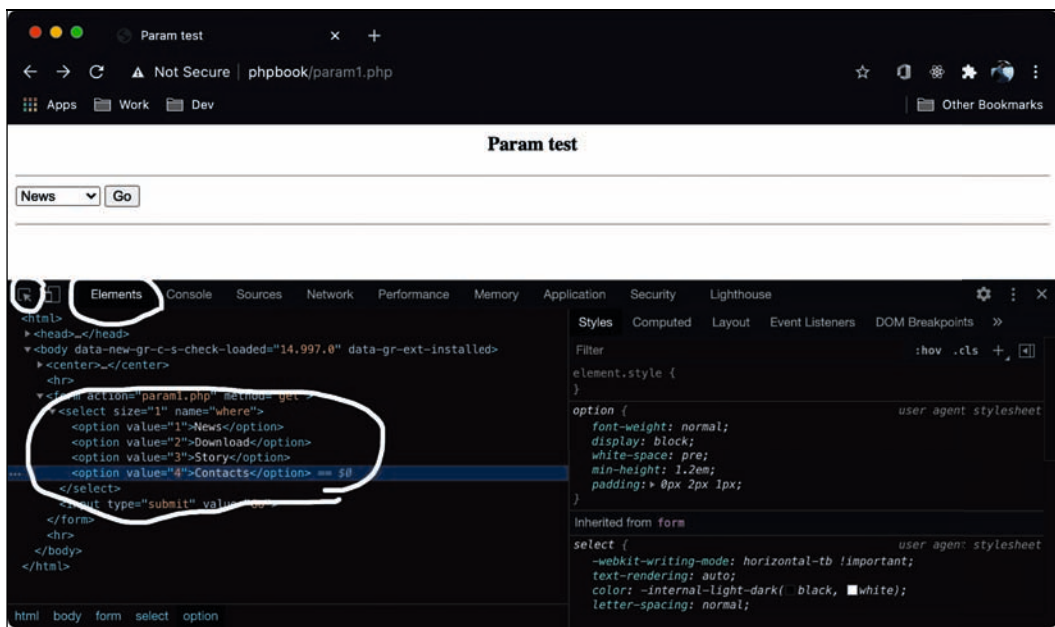 Param test
Not Secure phpbook/param1.php
Apps Work Dev Other Bookmarks
Param test
News Go
Elements Console Sources Network Performance Memory Application Security Lighthouse
<html>
<head>…</head>
<body data-new-gr-c-s-check-loaded="14.997.0" data-gr-ext-installed>
<center>…</center>
<hr>
<form action="param1.php" method="get">
<select size="1" name="where">
<option value="1">News</option>
<option value="2">Download</option>
<option value="3">Story</option>
... <option value="4">Contacts</option> == $0
</select>
<input type="submit"
</form>
<hr>
</body>
</html>
html body form select option
Styles Computed Layout Event Listeners DOM Breakpoints »
Filter :hov .cls +
element.style {
}
option { user agent stylesheet
font-weight: normal;
display: block;
white-space: pre;
min-height: 1.2em;
padding: 0px 2px 1px;
}
Inherited from form
select { user agent stylesheet
-webkit-writing-mode: horizontal-tb !important;
text-rendering: auto;
color: -internal-light-dark( black, white);
letter-spacing: normal;